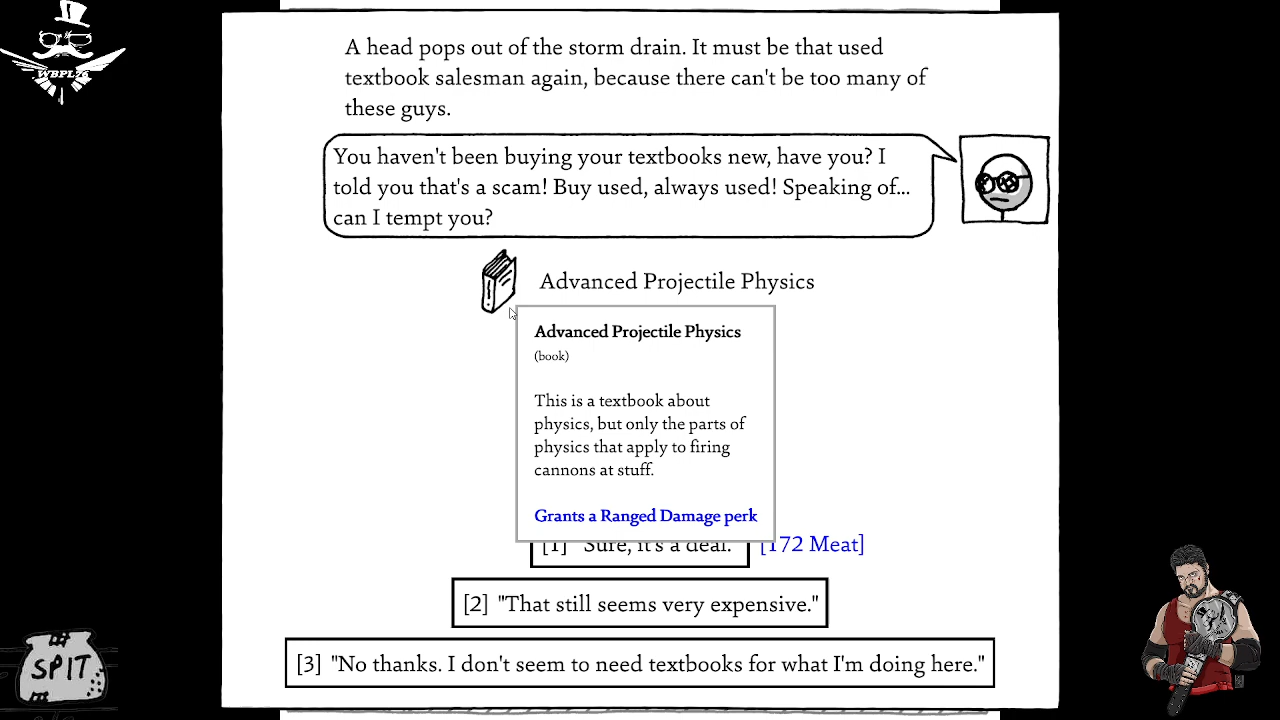 WBPL76
A head pops out of the storm drain. It must be that used
textbook salesman again, because there can't be too many of
these guys.
You haven't been buying your textbooks new, have you? I
told you that's a scam! Buy used, always used! Speaking of...
can I tempt you?
Advanced Projectile Physics
Advanced Projectile Physics
(book)
This is a textbook about
physics, but only the parts of
physics that apply to firing
cannons at stuff.
Grants a Ranged Damage perk
[1] "Sure, it's a deal." [172 Meat]
[2] "That still seems very expensive."
[3] "No thanks. I don't seem to need textbooks for what I'm doing here."
SPIT